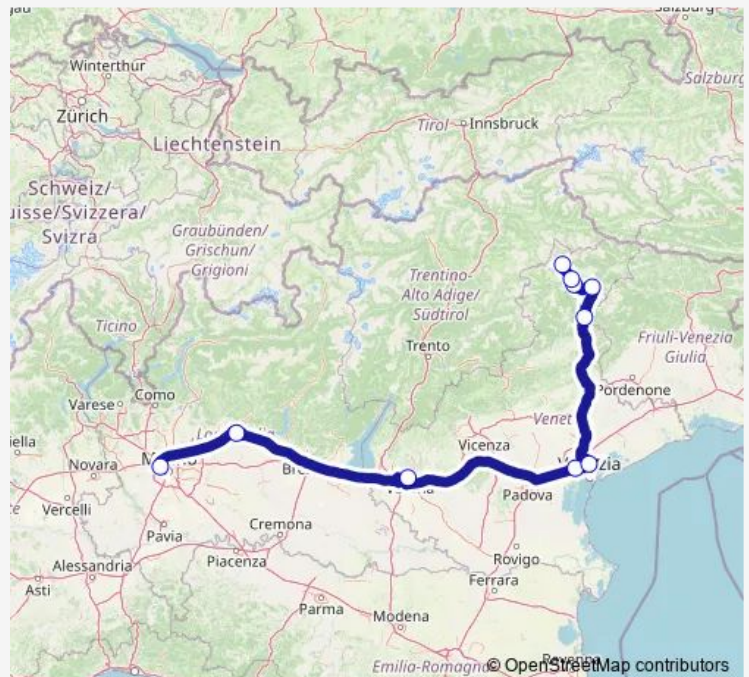 Salzburg
Winterthur
Salzburg
Zürich
Tirol
Innsbruck
Liechtenstein
Schweiz/
uisse/Svizzera/
Svizra
Graubünden/
Grischun/
Grigioni
Trentino-
Alto Adige/
Südtirol
Ticino
Friuli-Venezia
Giulia
Trento
Como
Varese
Pordenone
Venet
iella
Vicenza
Novara
Padova
Vercelli
Pavia
Cremona
Piacenza
Rovigo
Alessandria
Ferrara
Asti
Parma
Modena
Emilia-Romagna
© OpenStreetMap contributors